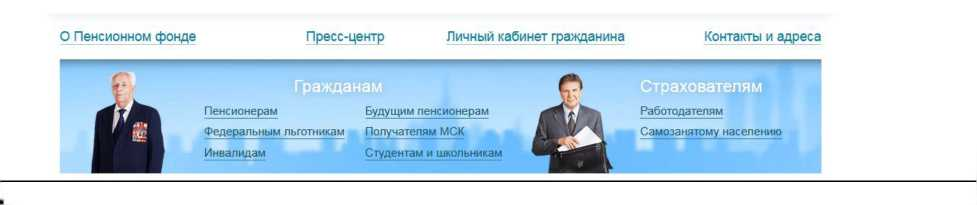 О Пенсионном фонде Пресс-центр Личный кабинет гражданина Контакты и адреса
Гражданам Страхователям
Пенсионерам Будущим пенсионерам Работодателям
Федеральным льготникам Получателям МСК Самозанятому населению
Инвалидам Студентам и школьникам